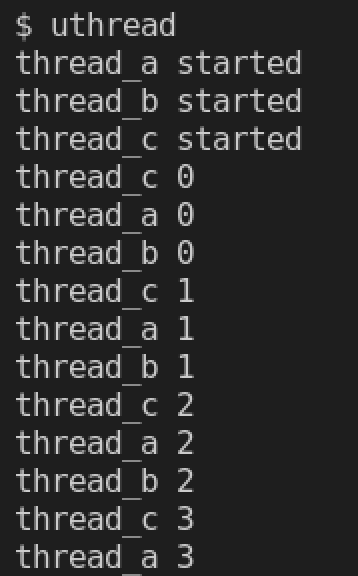 $ uthread
thread_a started
thread_b started
thread_c started
thread_c 0
thread_a 0
thread_b 0
thread_c 1
thread_a 1
thread_b 1
thread_c 2
thread_a 2
thread_b 2
thread_c 3
thread_a 3